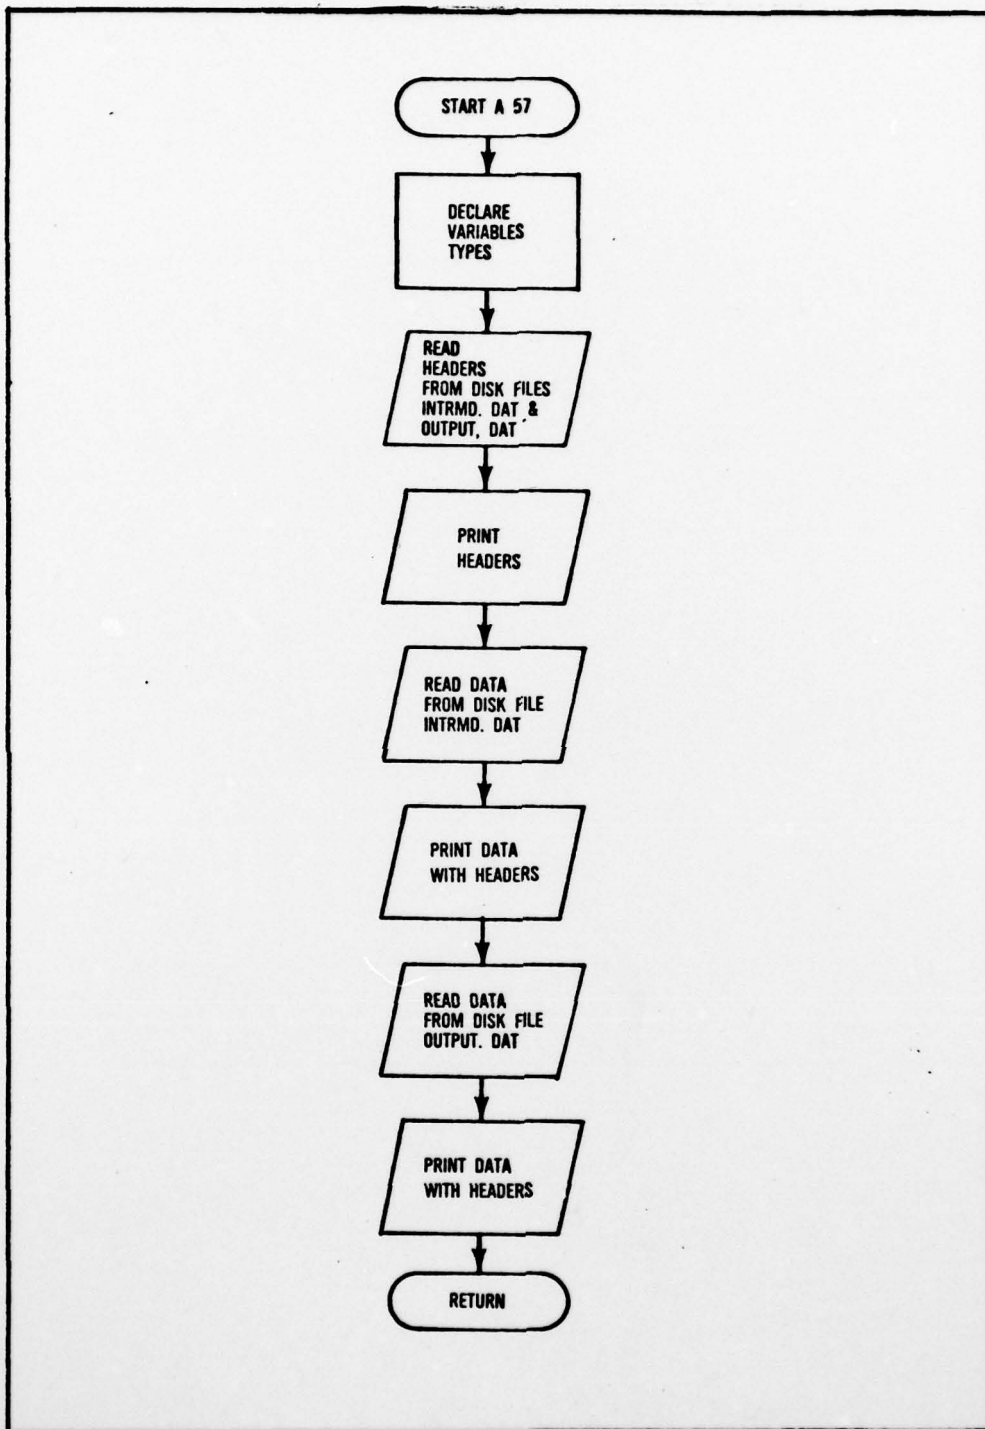 START A 57
DECLARE
VARIABLES
TYPES
READ
HEADERS
FROM DISK FILES
INTRMD. DAT &
OUTPUT, DAT
PRINT
HEADERS
READ DATA
FROM DISK FILE
INTRMD. DAT
PRINT DATA
WITH HEADERS
READ DATA
FROM DISK FILE
OUTPUT. DAT
PRINT DATA
WITH HEADERS
RETURN